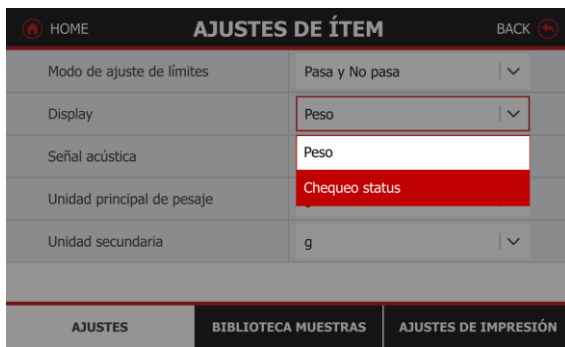 HOME AJUSTES DE ÍTEM BACK
Modo de ajuste de límites Pasa y No pasa
Display Peso
Señal acústica Peso
Chequeo status
Unidad principal de pesaje
Unidad secundaria g
AJUSTES BIBLIOTECA MUESTRAS AJUSTES DE IMPRESIÓN